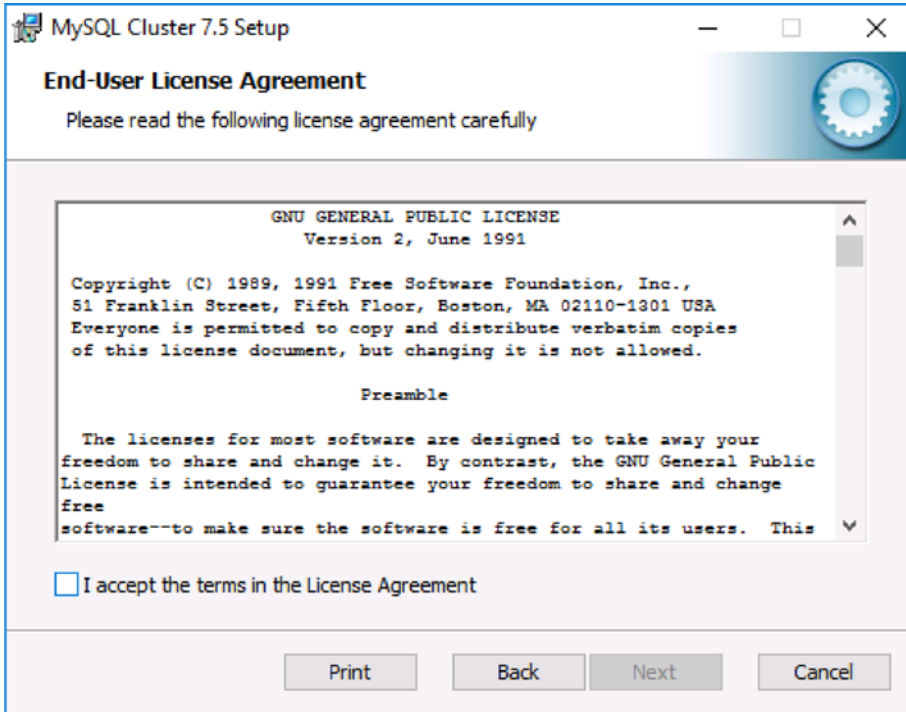 MySQL Cluster 7.5 Setup
End-User License Agreement
Please read the following license agreement carefully
GNU GENERAL PUBLIC LICENSE
Version 2, June 1991
Copyright (C) 1989, 1991 Free Software Foundation, Inc.,
51 Franklin Street, Fifth Floor, Boston, MA 02110-1301 USA
Everyone is permitted to copy and distribute verbatim copies
of this license document, but changing it is not allowed.
Preamble
The licenses for most software are designed to take away your
freedom to share and change it.  By contrast, the GNU General Public
License is intended to guarantee your freedom to share and change
free
software--to make sure the software is free for all its users.  This
I accept the terms in the License Agreement
Print Back Next Cancel